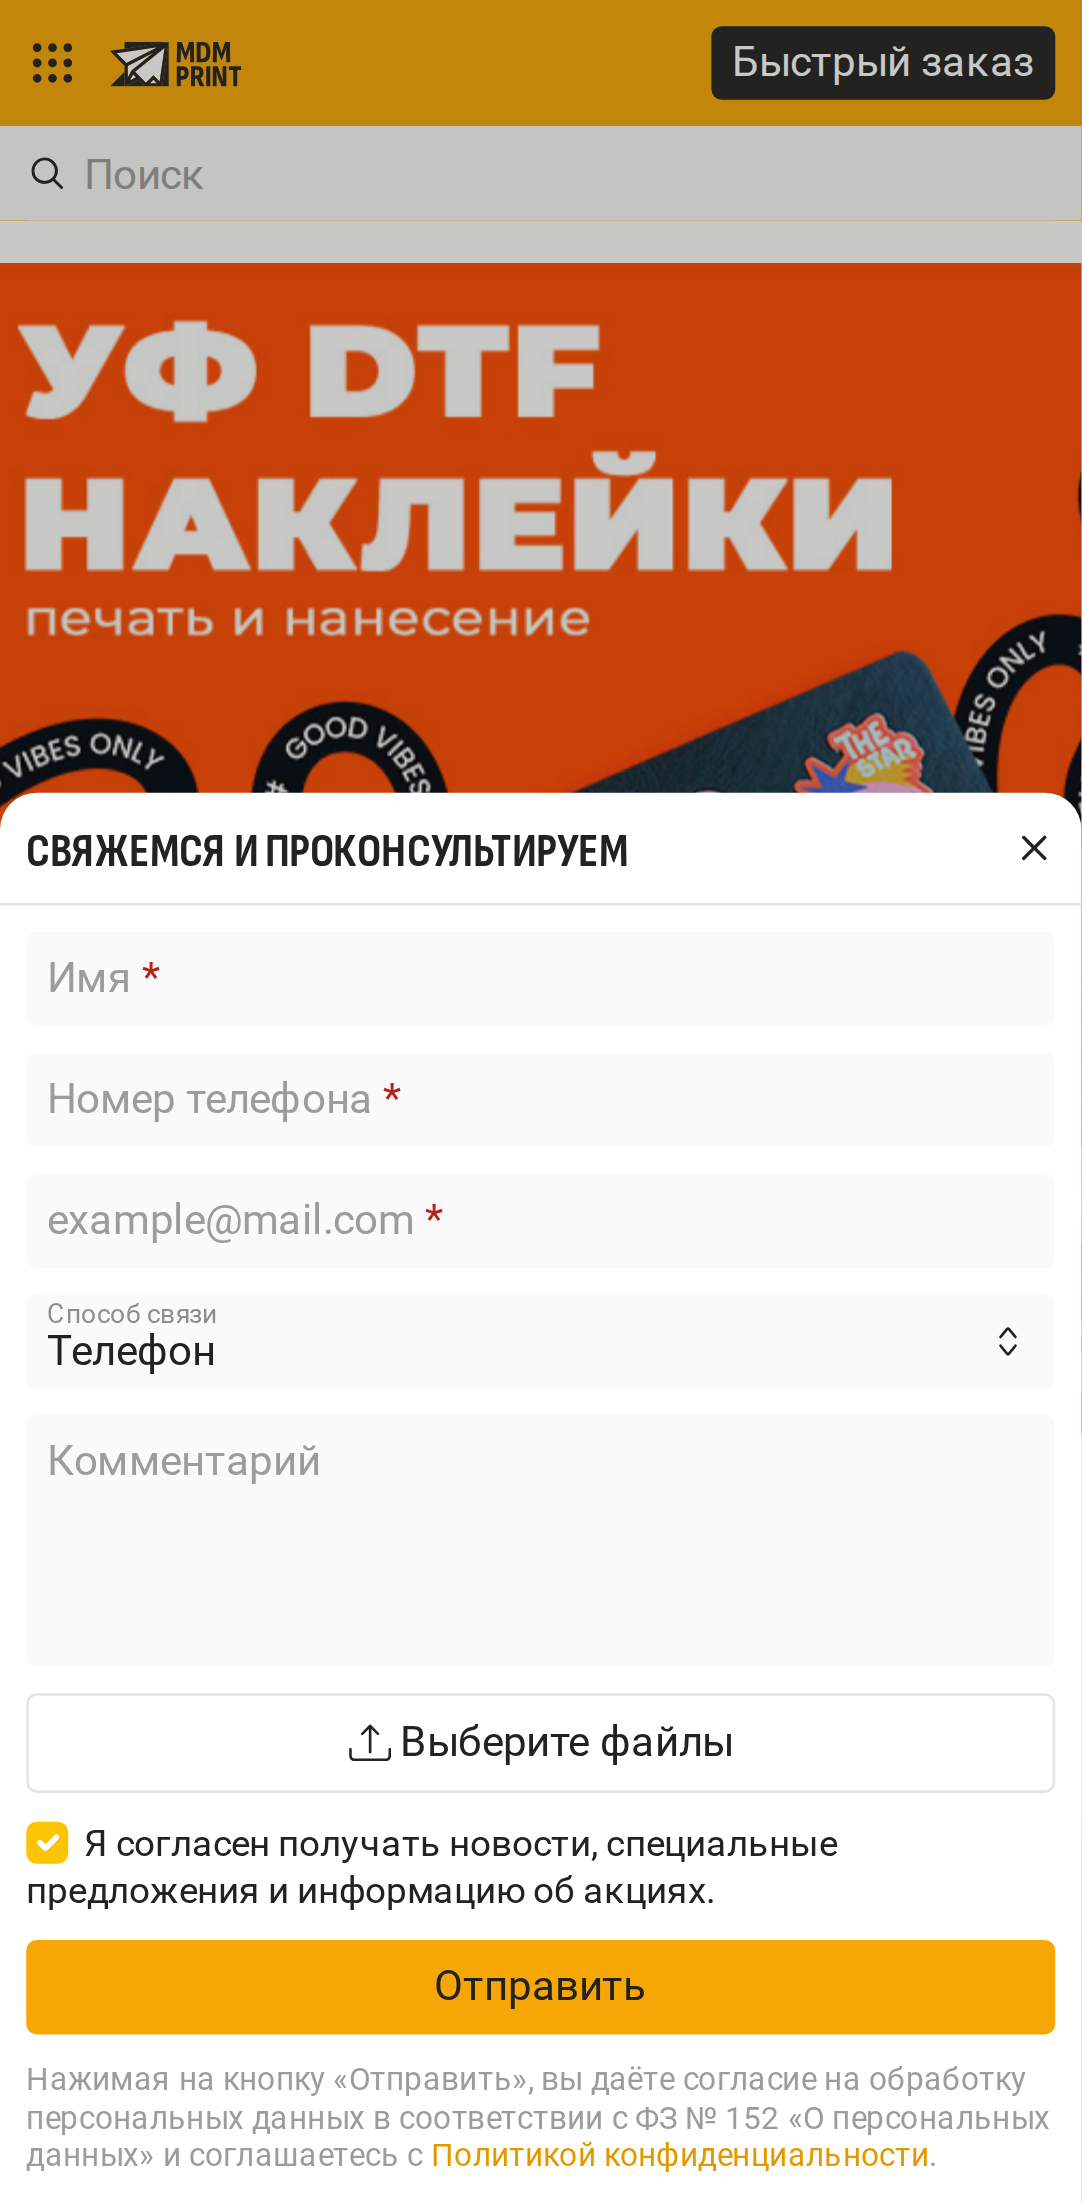 MDM
PRINT
Быстрый заказ
Поиск
УФ DTF
НАКЛЕЙКИ
печать и нанесение
VIBES ONLY
# GOOD VIBES
THE
STAR
VIBES ONLY
СВЯЖЕМСЯ И ПРОКОНСУЛЬТИРУЕМ
Имя *
Номер телефона *
example@mail.com *
Способ связи
Телефон
Комментарий
Выберите файлы
Я согласен получать новости, специальные
предложения и информацию об акциях.
Отправить
Нажимая на кнопку «Отправить», вы даёте согласие на обработку
персональных данных в соответствии с ФЗ № 152 «О персональных
данных» и соглашаетесь с Политикой конфиденциальности.